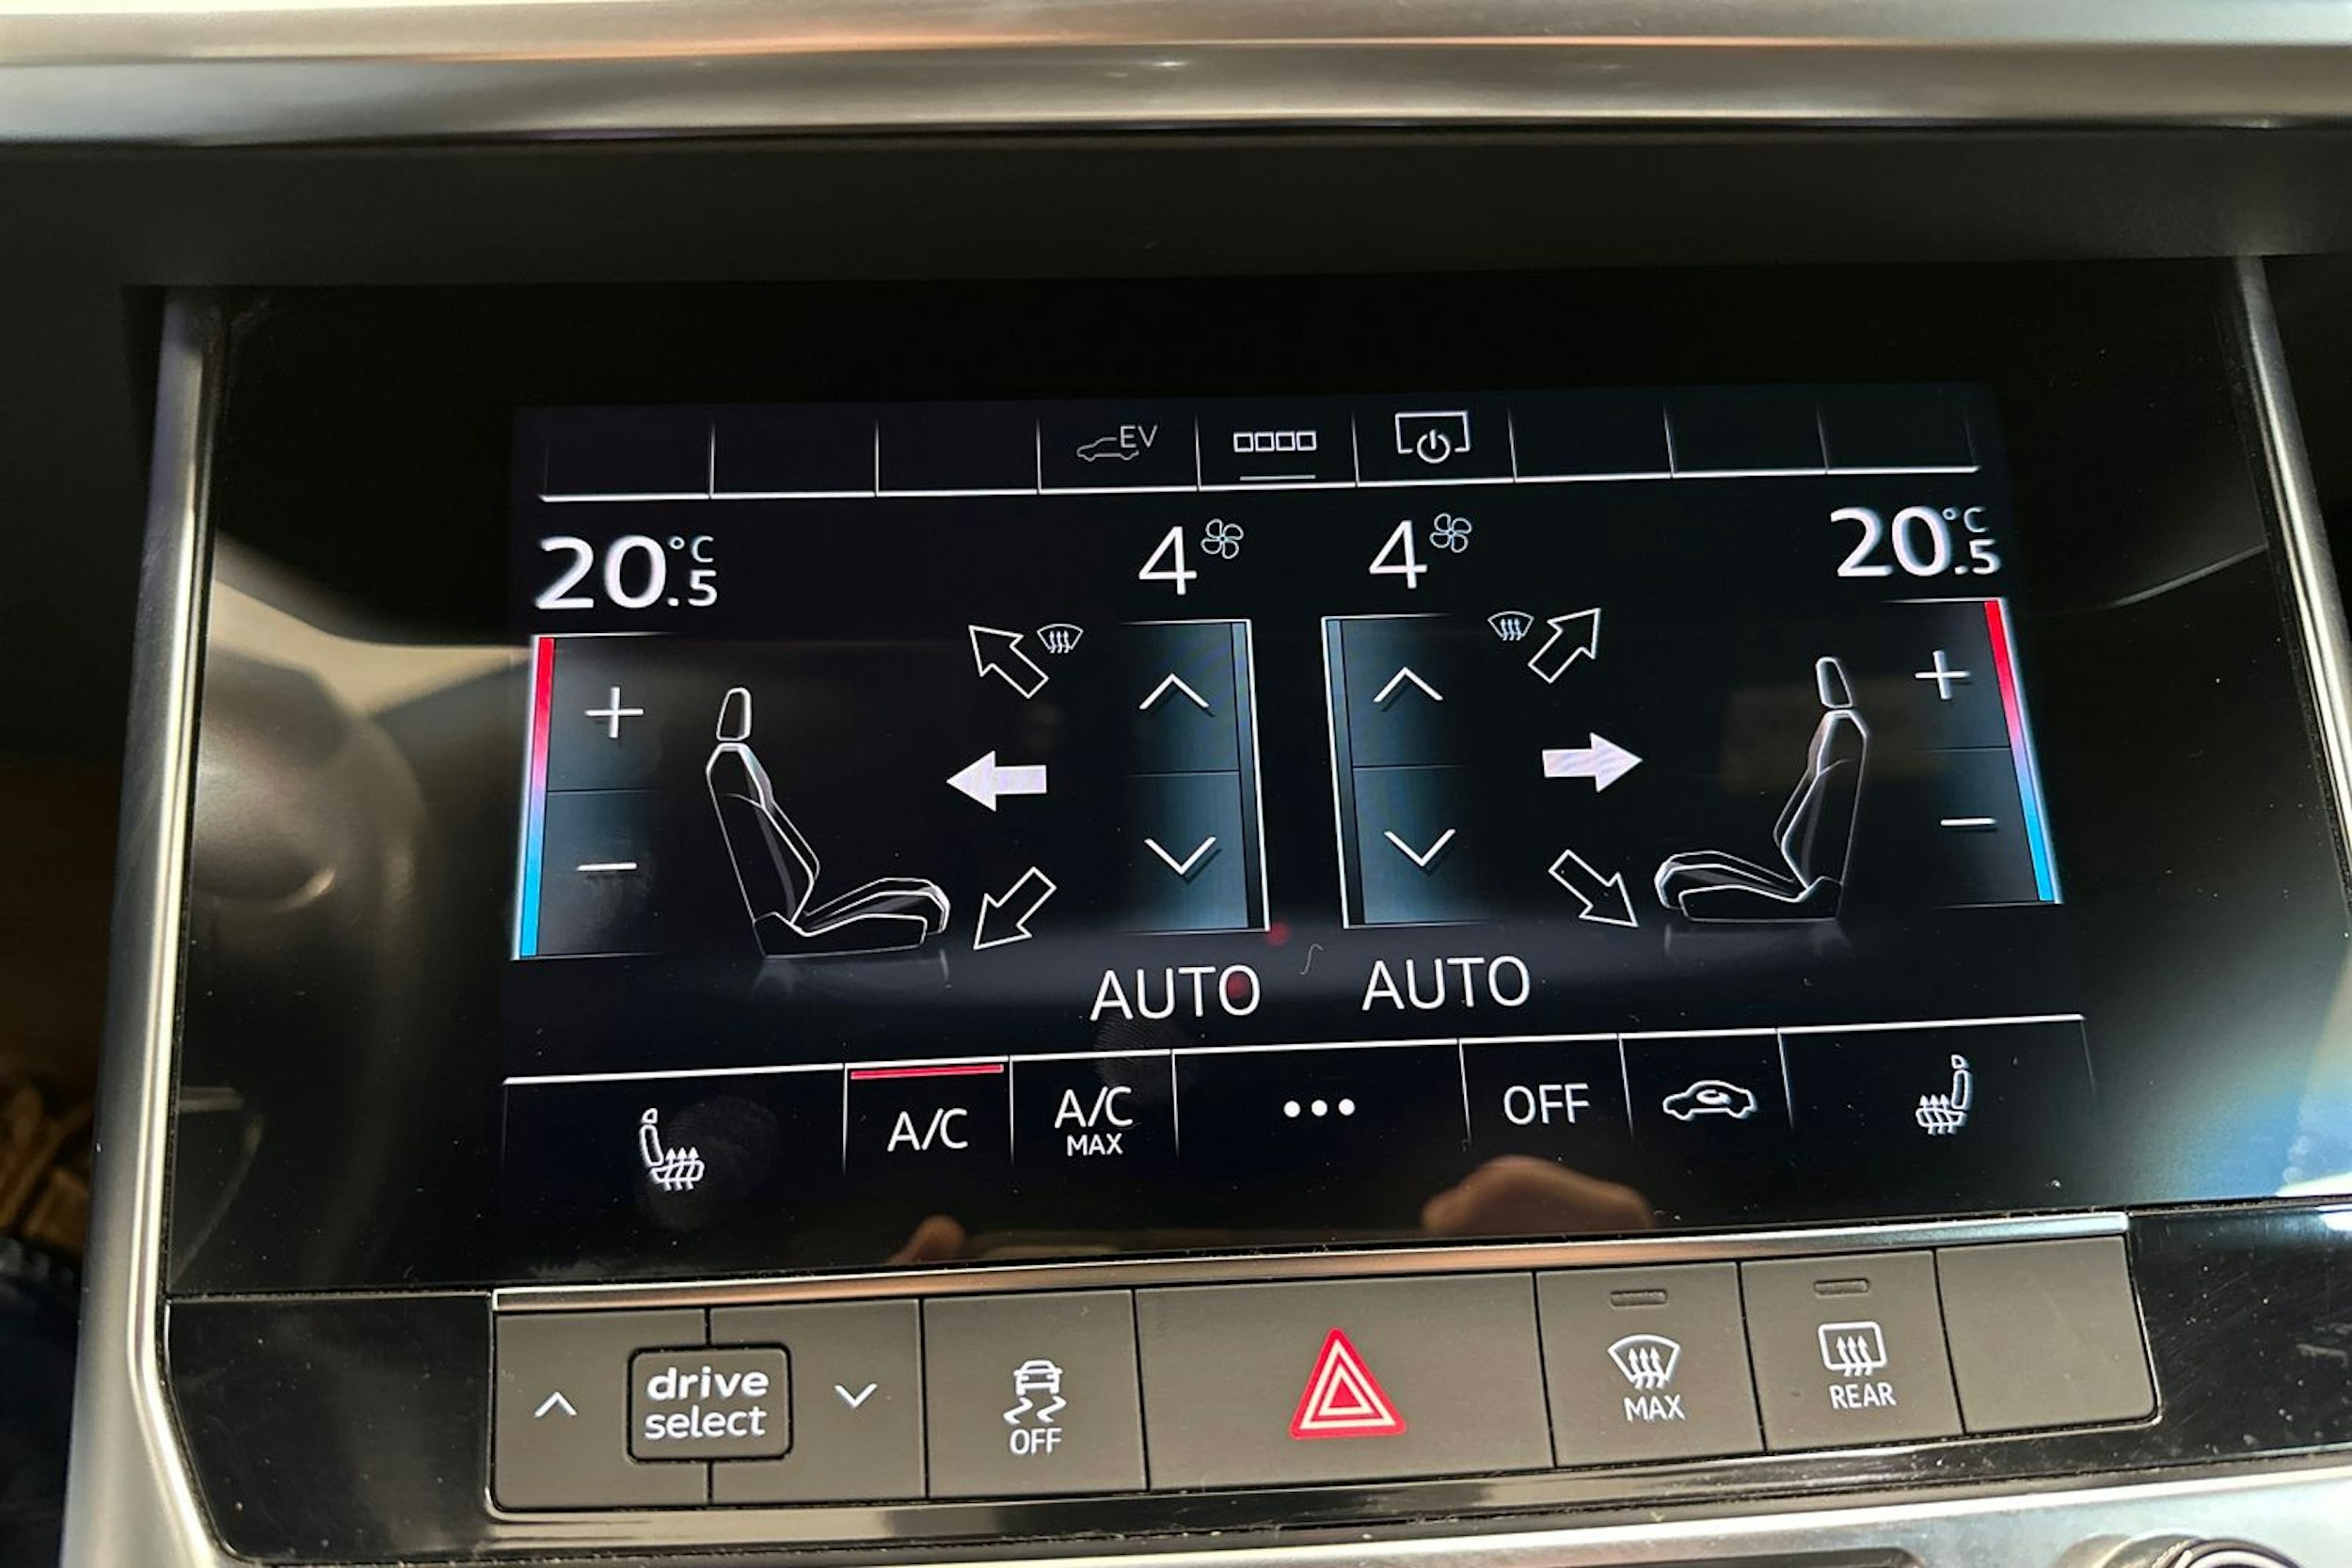 EV
20.5°C 4 4 20.5°C
AUTO AUTO
A/C A/C MAX ••• OFF
drive select
OFF
MAX
REAR